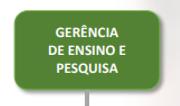 GERÊNCIA
DE ENSINO E
PESQUISA